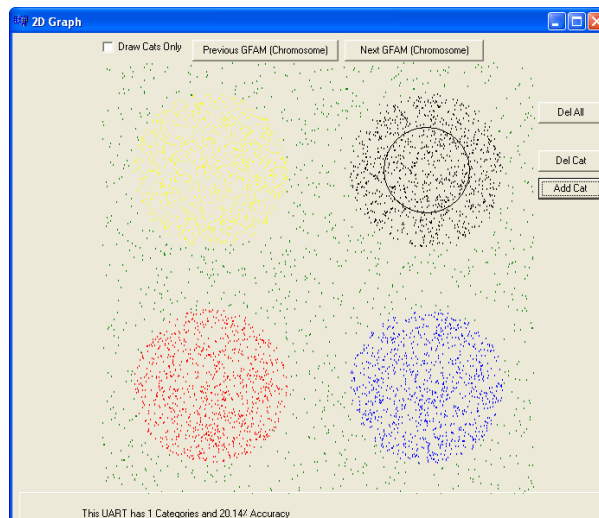 2D Graph
Draw Cats Only
Previous GFAM (Chromosome)
Next GFAM (Chromosome)
Del All
Del Cat
Add Cat
This UART has 1 Categories and 20.14% Accuracy